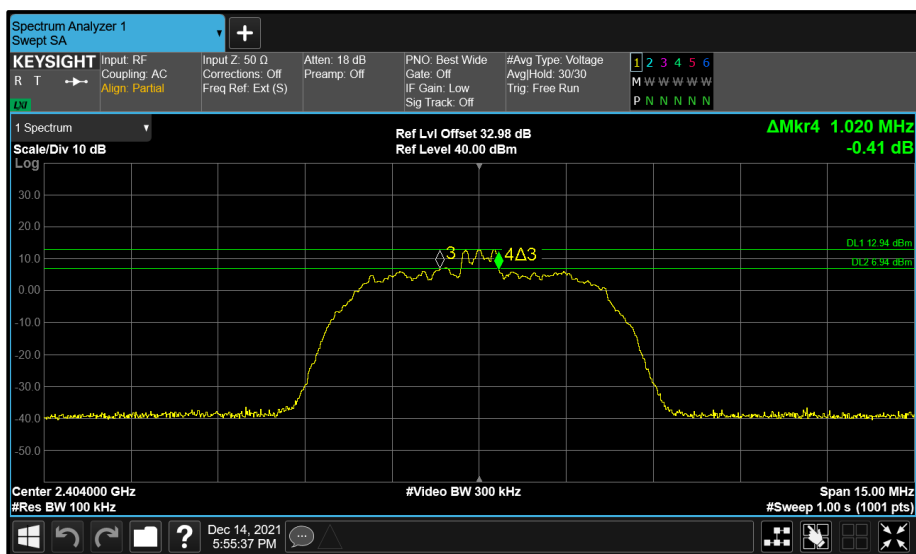 Spectrum Analyzer 1
Swept SA
KEYSIGHT
R T
LXI
Input: RF
Coupling: AC
Align: Partial
Input Z: 50 Ω
Corrections: Off
Freq Ref: Ext (S)
Atten: 18 dB
Preamp: Off
PNO: Best Wide
Gate: Off
IF Gain: Low
Sig Track: Off
#Avg Type: Voltage
Avg|Hold: 30/30
Trig: Free Run
1 2 3 4 5 6
M W W W W W
P N N N N N
1 Spectrum
Scale/Div 10 dB
Log
Ref Lvl Offset 32.98 dB
Ref Level 40.00 dBm
ΔMkr4 1.020 MHz
-0.41 dB
30.0
20.0
10.0
0.00
-10.0
-20.0
-30.0
-40.0
-50.0
3
4Δ3
DL1 12.94 dBm
DL2 6.94 dBm
Center 2.404000 GHz
#Video BW 300 kHz
Span 15.00 MHz
#Res BW 100 kHz
#Sweep 1.00 s (1001 pts)
?
Dec 14, 2021
5:55:37 PM